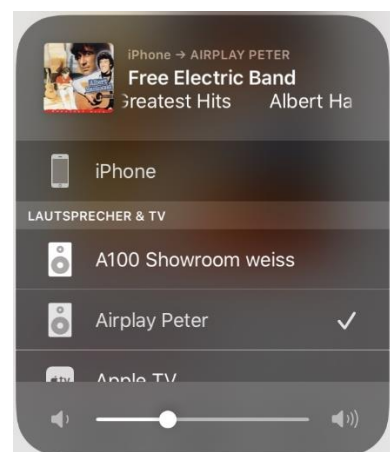 iPhone → AIRPLAY PETER
Free Electric Band
Greatest Hits Albert Ha
iPhone
LAUTSPRECHER & TV
A100 Showroom weiss
Airplay Peter
Apple TV